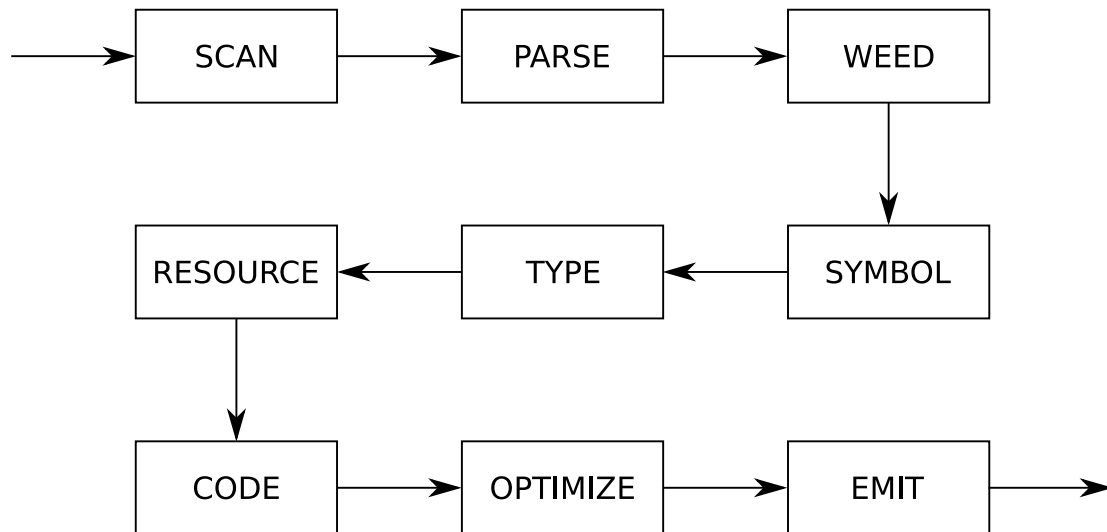 SCAN PARSE WEED
RESOURCE TYPE SYMBOL
CODE OPTIMIZE EMIT